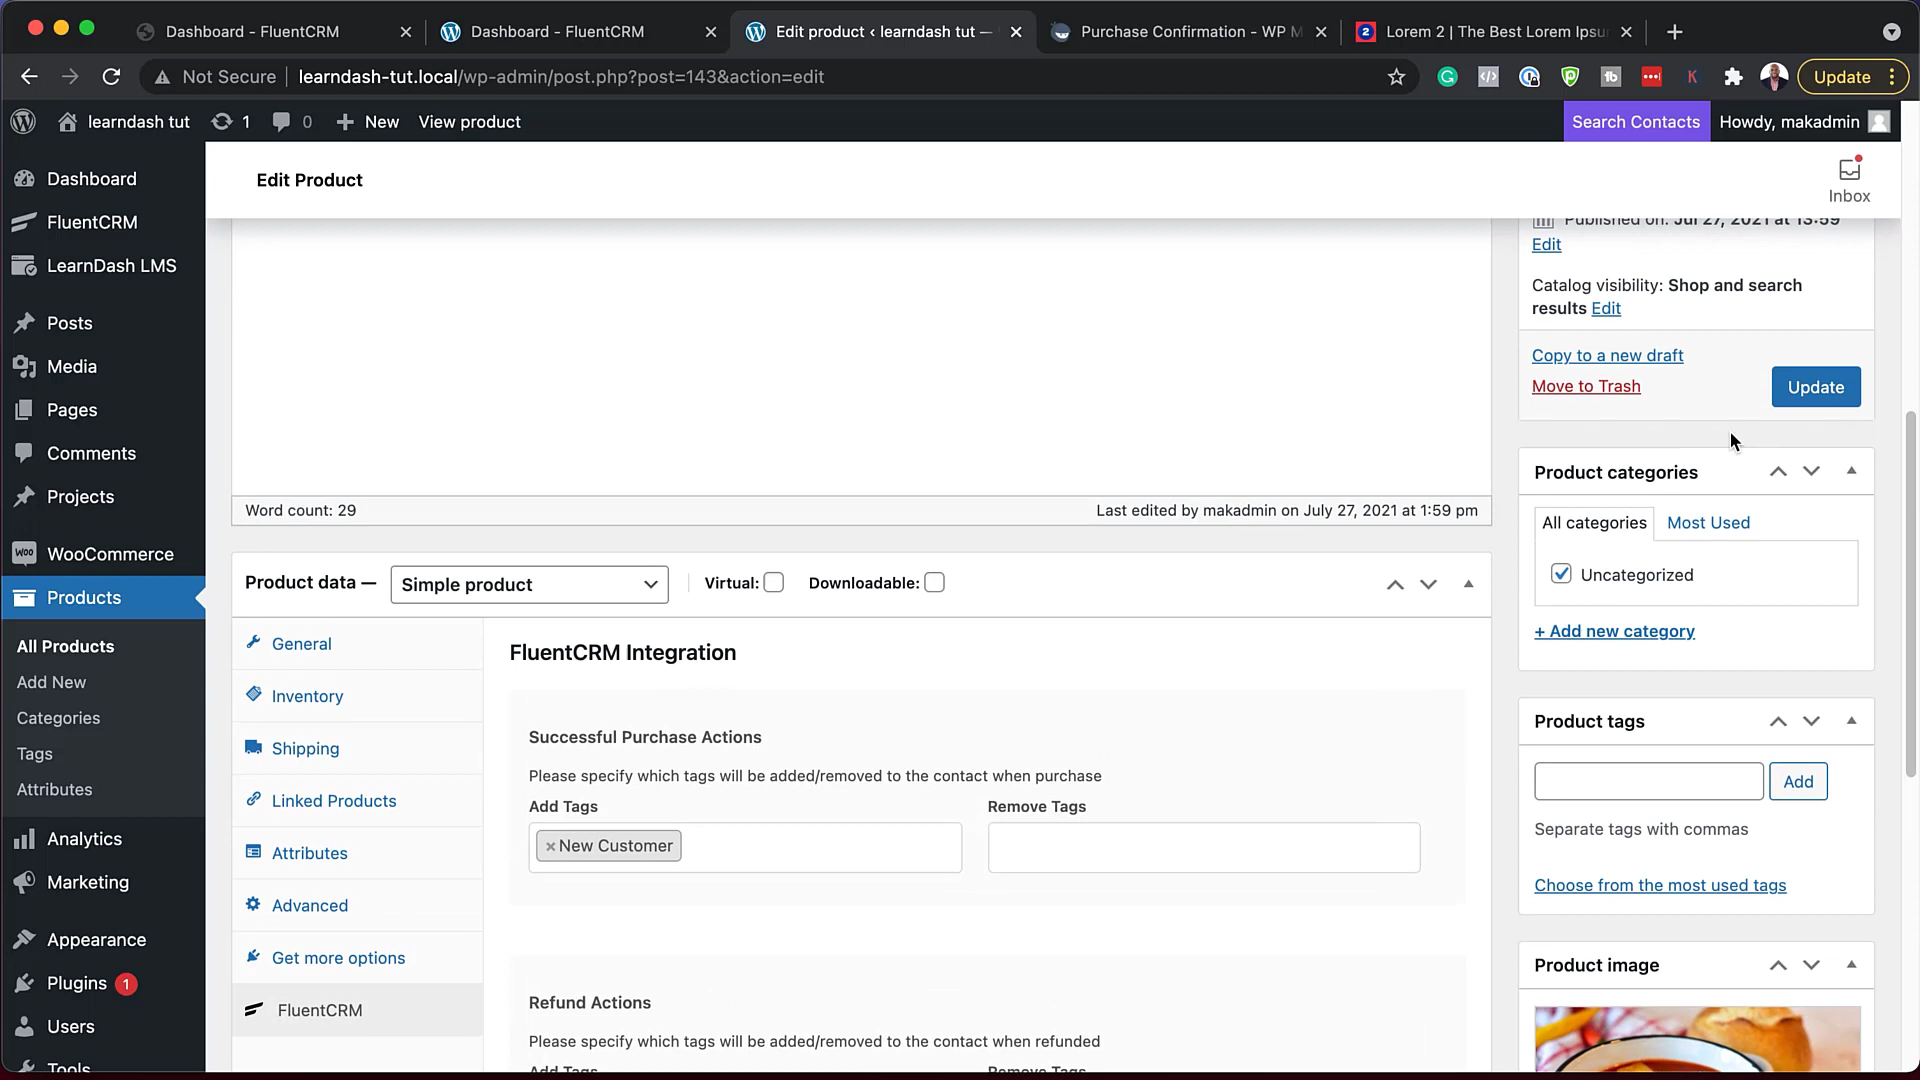 Dashboard - FluentCRM
Dashboard - FluentCRM
Edit product ‹ learndash tut —
Purchase Confirmation - WP M
Lorem 2 | The Best Lorem Ipsu
Not Secure
learndash-tut.local/wp-admin/post.php?post=143&action=edit
Update
learndash tut
1
0
New
View product
Search Contacts
Howdy, makadmin
Dashboard
FluentCRM
LearnDash LMS
Posts
Media
Pages
Comments
Projects
WooCommerce
Products
All Products
Add New
Categories
Tags
Attributes
Analytics
Marketing
Appearance
Plugins 1
Users
Tools
Edit Product
Inbox
Word count: 29
Last edited by makadmin on July 27, 2021 at 1:59 pm
Product data —
Simple product
Virtual:
Downloadable:
General
Inventory
Shipping
Linked Products
Attributes
Advanced
Get more options
FluentCRM
FluentCRM Integration
Successful Purchase Actions
Please specify which tags will be added/removed to the contact when purchase
Add Tags
Remove Tags
× New Customer
Refund Actions
Please specify which tags will be added/removed to the contact when refunded
Add Tags
Remove Tags
Published on: Jul 27, 2021 at 13:59
Edit
Catalog visibility: Shop and search
results Edit
Copy to a new draft
Move to Trash
Update
Product categories
All categories
Most Used
Uncategorized
+ Add new category
Product tags
Add
Separate tags with commas
Choose from the most used tags
Product image